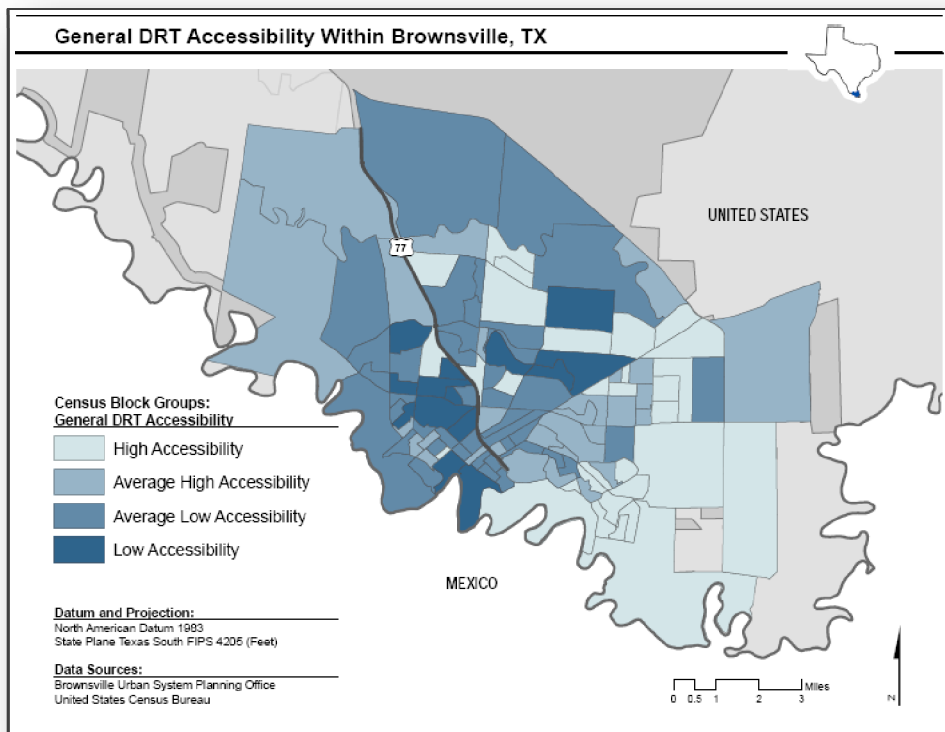 General DRT Accessibility Within Brownsville, TX
UNITED STATES
77
Census Block Groups:
General DRT Accessibility
High Accessibility
Average High Accessibility
Average Low Accessibility
Low Accessibility
MEXICO
Datum and Projection:
North American Datum 1983
State Plane Texas South FIPS 4205 (Feet)
Data Sources:
Brownsville Urban System Planning Office
United States Census Bureau
Miles
0 0.5 1 2 3
N